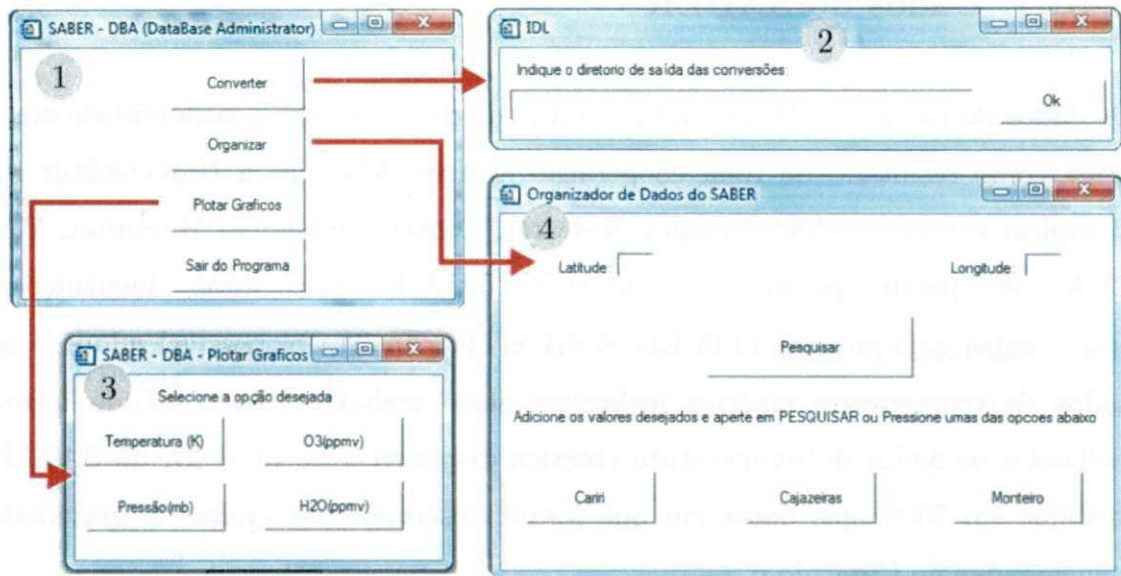 SABER - DBA (DataBase Administrator)
1
Converter
Organizar
Plotar Graficos
Sair do Programa
IDL
2
Indique o diretorio de saída das conversões:
Ok
SABER - DBA - Plotar Graficos
3
Selecione a opção desejada
Temperatura (K)
O3(ppmv)
Pressão(mb)
H2O(ppmv)
Organizador de Dados do SABER
4
Latitude:
Longitude:
Pesquisar
Adicione os valores desejados e aperte em PESQUISAR ou Pressione umas das opcoes abaixo
Cariri
Cajazeiras
Monteiro